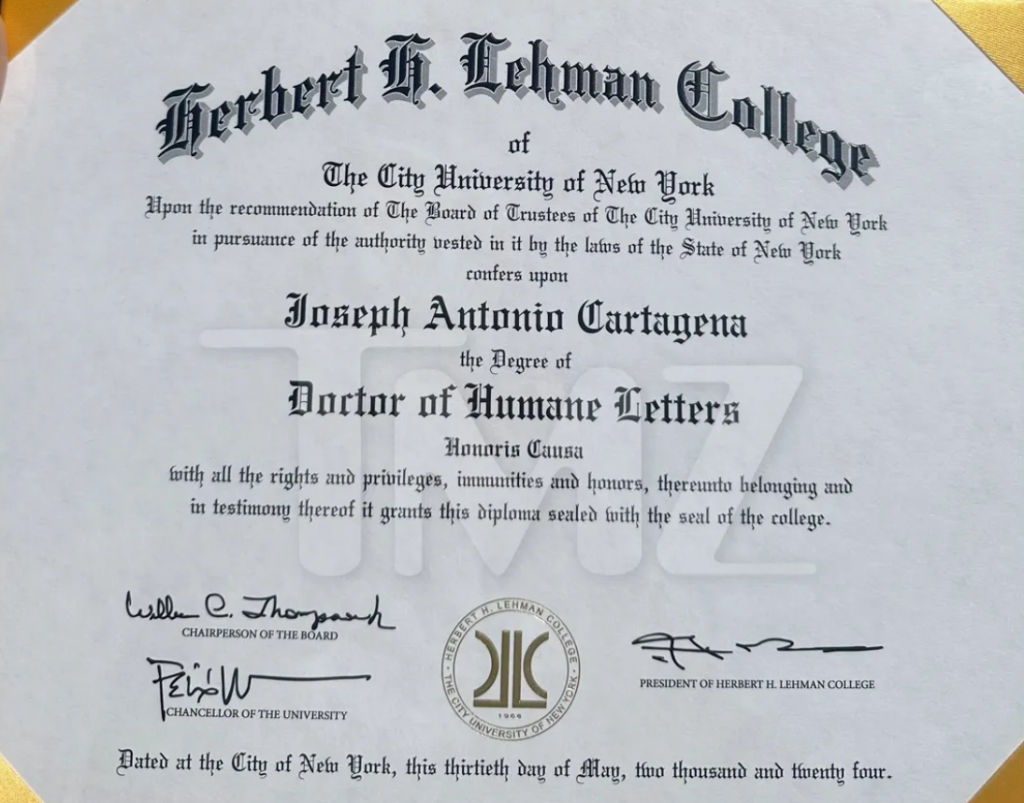 Herbert H. Lehman College
of
The City University of New York
Upon the recommendation of The Board of Trustees of The City University of New York
in pursuance of the authority vested in it by the laws of the State of New York
confers upon
Joseph Antonio Cartagena
the Degree of
Doctor of Humane Letters
TMZ
Honoris Causa
with all the rights and privileges, immunities and honors, thereunto belonging and
in testimony thereof it grants this diploma sealed with the seal of the college.
CHAIRPERSON OF THE BOARD
CHANCELLOR OF THE UNIVERSITY
HERBERT H. LEHMAN COLLEGE
1968
THE CITY UNIVERSITY OF NEW YORK
PRESIDENT OF HERBERT H. LEHMAN COLLEGE
Dated at the City of New York, this thirtieth day of May, two thousand and twenty four.